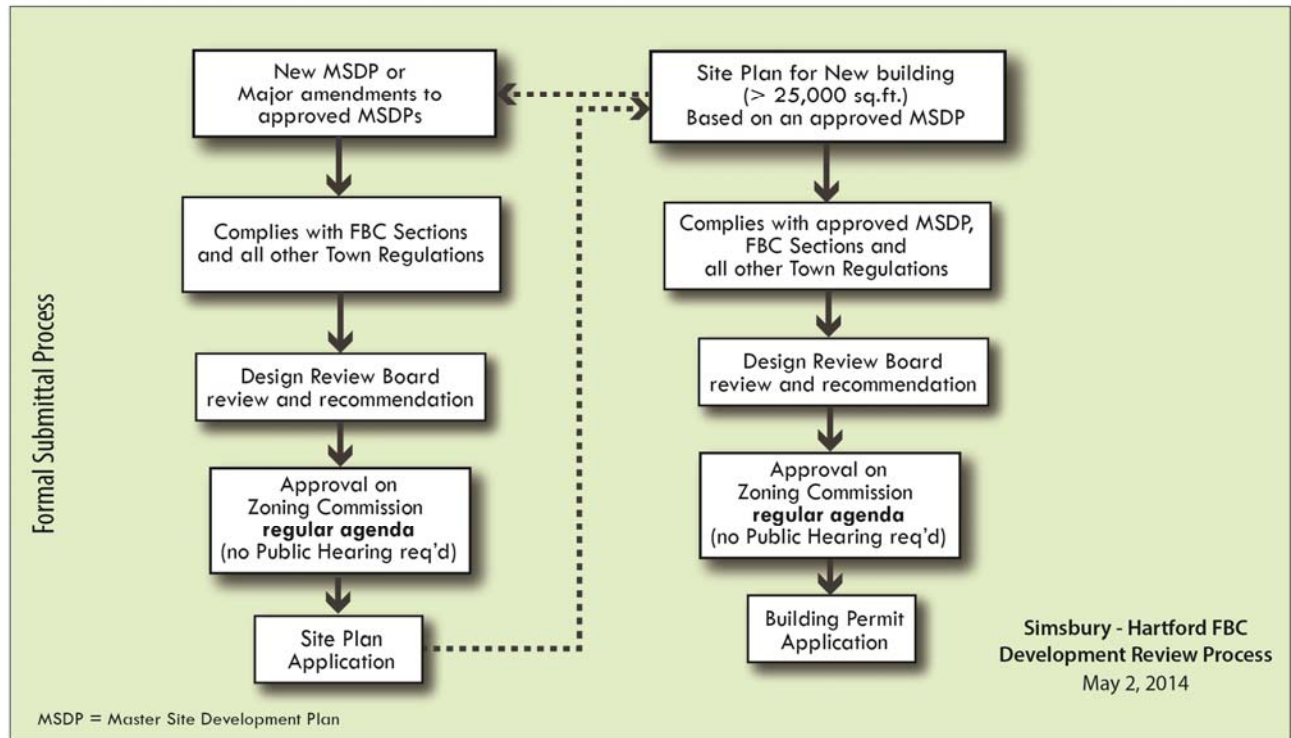 Formal Submittal Process
New MSDP or
Major amendments to
approved MSDPs
Complies with FBC Sections
and all other Town Regulations
Design Review Board
review and recommendation
Approval on
Zoning Commission
regular agenda
(no Public Hearing req'd)
Site Plan
Application
Site Plan for New building
(> 25,000 sq.ft.)
Based on an approved MSDP
Complies with approved MSDP,
FBC Sections and
all other Town Regulations
Design Review Board
review and recommendation
Approval on
Zoning Commission
regular agenda
(no Public Hearing req'd)
Building Permit
Application
Simsbury - Hartford FBC
Development Review Process
May 2, 2014
MSDP = Master Site Development Plan